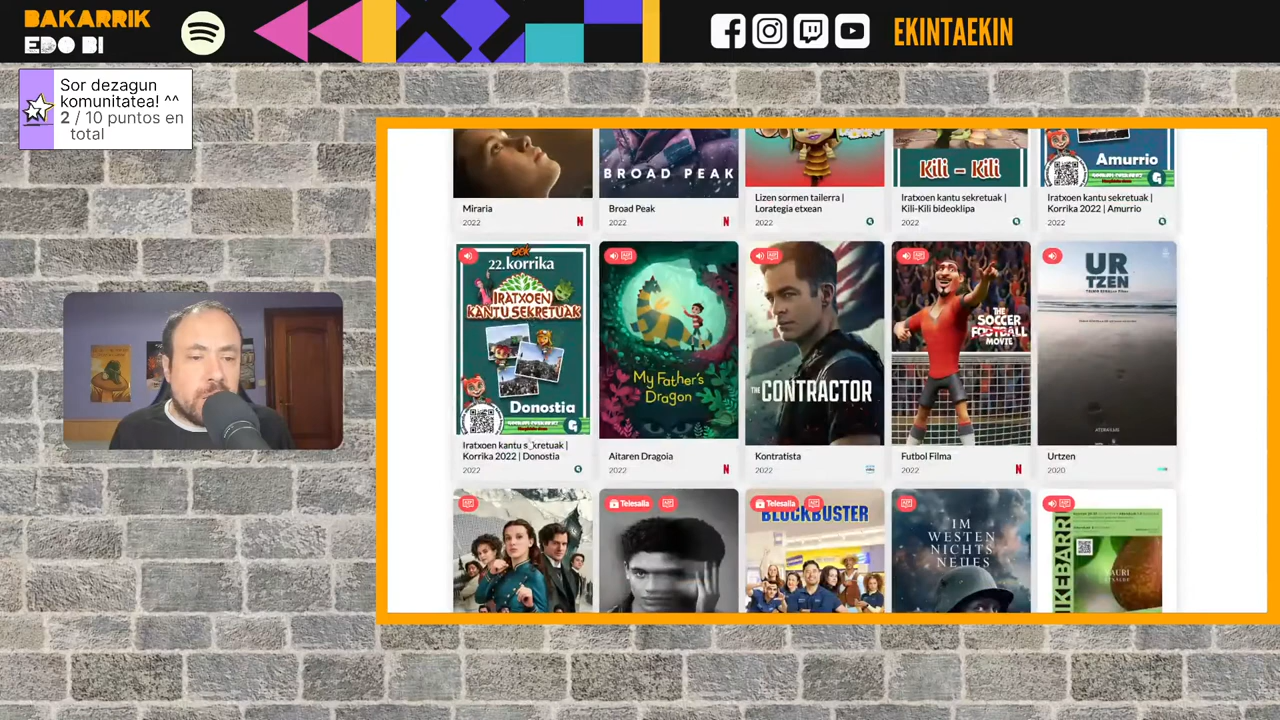 BAKARRIK
EDO BI
EKINTAEKIN
Sor dezagun
komunitatea! ^^
2 / 10 puntos en
total
BROAD PEAK
Kili - Kili
Amurrio
Miraria
2022
Broad Peak
2022
Lizen sormen tailerra |
Lorategia etxean
2022
Iratxoen kantu sekretuak |
Kili-Kili bideoklipa
2022
Iratxoen kantu sekretuak |
Korrika 2022 | Amurrio
2022
22.korrika
IRATXOEN
KANTU SEKRETUAK
Donostia
My Father's
Dragon
THE CONTRACTOR
THE
SOCCER
FOOTBALL
MOVIE
UR
TZEN
Iratxoen kantu sekretuak |
Korrika 2022 | Donostia
2022
Aitaren Dragoia
2022
Kontratista
2022
Futbol Filma
2022
Urtzen
2020
Telesaila
Telesaila
BLOCKBUSTER
IM
WESTEN
NICHTS
NEUES